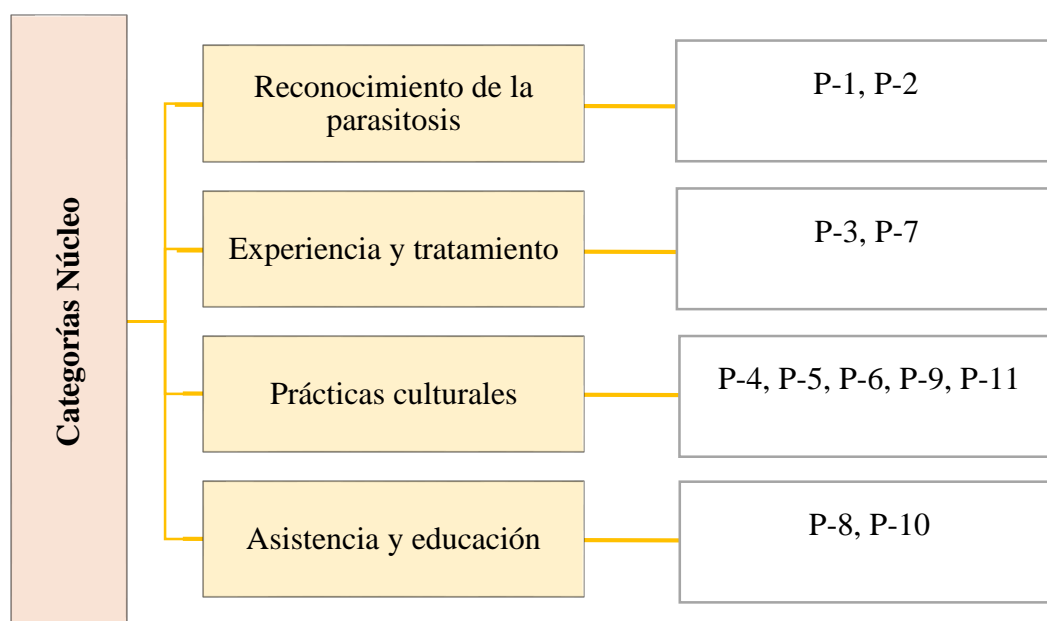 Categorías Núcleo
Reconocimiento de la
parasitosis
P-1, P-2
Experiencia y tratamiento
P-3, P-7
Prácticas culturales
P-4, P-5, P-6, P-9, P-11
Asistencia y educación
P-8, P-10